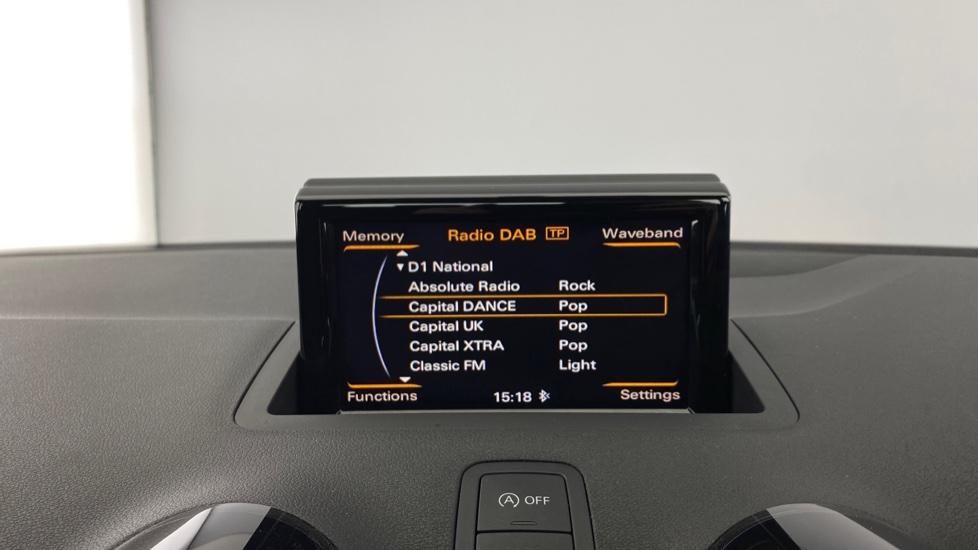 Memory Radio DAB TP Waveband
D1 National
Absolute Radio Rock
Capital DANCE Pop
Capital UK Pop
Capital XTRA Pop
Classic FM Light
Functions 15:18 Settings
A OFF